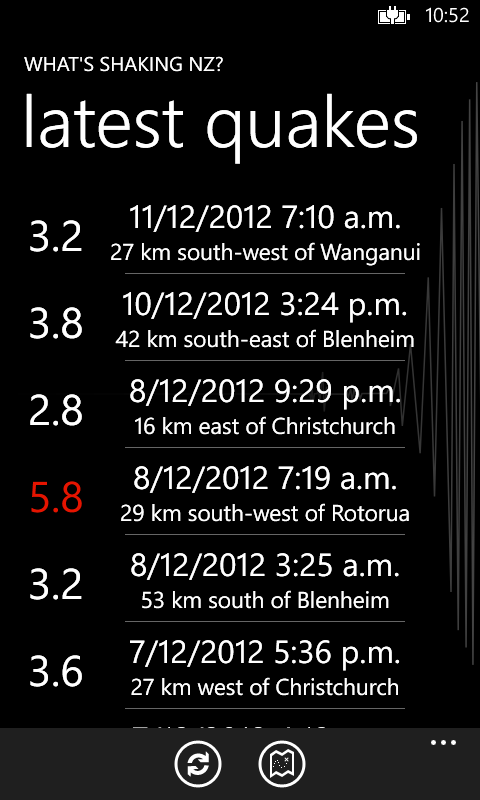 10:52
WHAT'S SHAKING NZ?
latest quakes
3.2
11/12/2012 7:10 a.m.
27 km south-west of Wanganui
3.8
10/12/2012 3:24 p.m.
42 km south-east of Blenheim
2.8
8/12/2012 9:29 p.m.
16 km east of Christchurch
5.8
8/12/2012 7:19 a.m.
29 km south-west of Rotorua
3.2
8/12/2012 3:25 a.m.
53 km south of Blenheim
3.6
7/12/2012 5:36 p.m.
27 km west of Christchurch